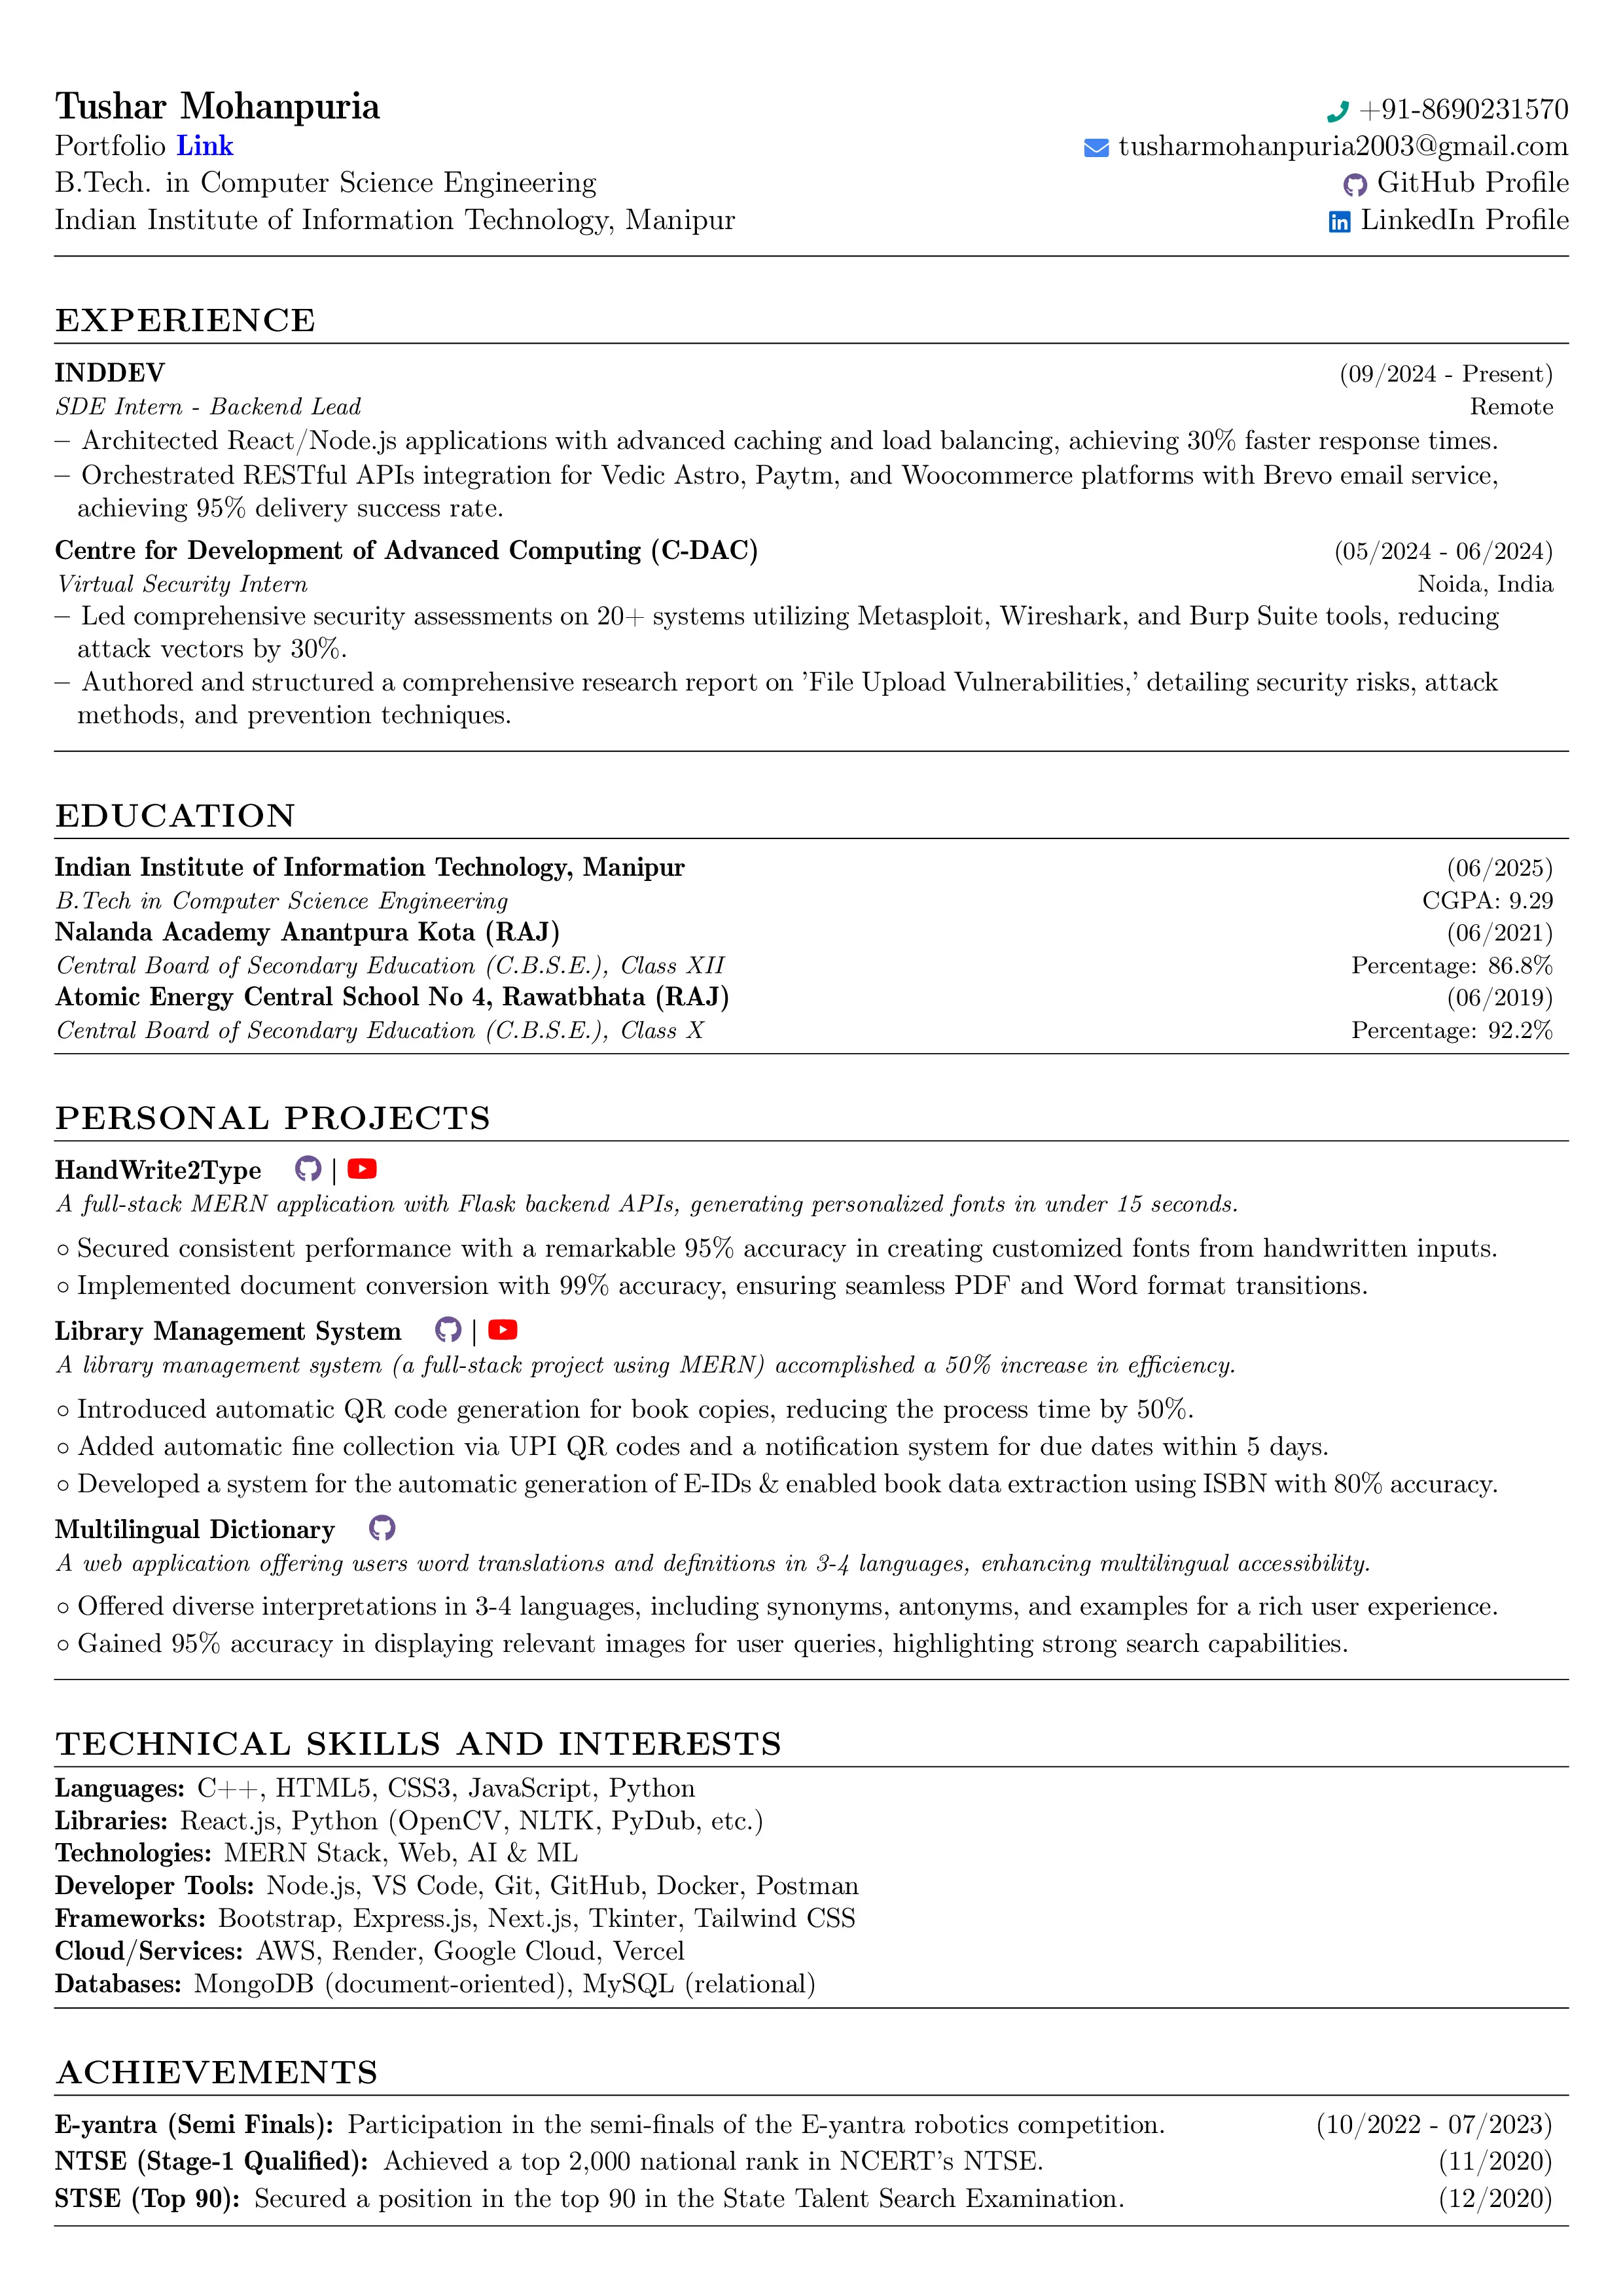 Tushar Mohanpuria
+91-8690231570
Portfolio Link
tusharmohanpuria2003@gmail.com
B.Tech. in Computer Science Engineering
GitHub Profile
Indian Institute of Information Technology, Manipur
LinkedIn Profile
EXPERIENCE
INDDEV (09/2024 - Present)
SDE Intern - Backend Lead Remote
– Architected React/Node.js applications with advanced caching and load balancing, achieving 30% faster response times.
– Orchestrated RESTful APIs integration for Vedic Astro, Paytm, and Woocommerce platforms with Brevo email service,
achieving 95% delivery success rate.
Centre for Development of Advanced Computing (C-DAC) (05/2024 - 06/2024)
Virtual Security Intern Noida, India
– Led comprehensive security assessments on 20+ systems utilizing Metasploit, Wireshark, and Burp Suite tools, reducing
attack vectors by 30%.
– Authored and structured a comprehensive research report on ’File Upload Vulnerabilities,’ detailing security risks, attack
methods, and prevention techniques.
EDUCATION
Indian Institute of Information Technology, Manipur (06/2025)
B.Tech in Computer Science Engineering CGPA: 9.29
Nalanda Academy Anantpura Kota (RAJ) (06/2021)
Central Board of Secondary Education (C.B.S.E.), Class XII Percentage: 86.8%
Atomic Energy Central School No 4, Rawatbhata (RAJ) (06/2019)
Central Board of Secondary Education (C.B.S.E.), Class X Percentage: 92.2%
PERSONAL PROJECTS
HandWrite2Type |
A full-stack MERN application with Flask backend APIs, generating personalized fonts in under 15 seconds.
◦ Secured consistent performance with a remarkable 95% accuracy in creating customized fonts from handwritten inputs.
◦ Implemented document conversion with 99% accuracy, ensuring seamless PDF and Word format transitions.
Library Management System |
A library management system (a full-stack project using MERN) accomplished a 50% increase in efficiency.
◦ Introduced automatic QR code generation for book copies, reducing the process time by 50%.
◦ Added automatic fine collection via UPI QR codes and a notification system for due dates within 5 days.
◦ Developed a system for the automatic generation of E-IDs & enabled book data extraction using ISBN with 80% accuracy.
Multilingual Dictionary
A web application offering users word translations and definitions in 3-4 languages, enhancing multilingual accessibility.
◦ Offered diverse interpretations in 3-4 languages, including synonyms, antonyms, and examples for a rich user experience.
◦ Gained 95% accuracy in displaying relevant images for user queries, highlighting strong search capabilities.
TECHNICAL SKILLS AND INTERESTS
Languages: C++, HTML5, CSS3, JavaScript, Python
Libraries: React.js, Python (OpenCV, NLTK, PyDub, etc.)
Technologies: MERN Stack, Web, AI & ML
Developer Tools: Node.js, VS Code, Git, GitHub, Docker, Postman
Frameworks: Bootstrap, Express.js, Next.js, Tkinter, Tailwind CSS
Cloud/Services: AWS, Render, Google Cloud, Vercel
Databases: MongoDB (document-oriented), MySQL (relational)
ACHIEVEMENTS
E-yantra (Semi Finals): Participation in the semi-finals of the E-yantra robotics competition. (10/2022 - 07/2023)
NTSE (Stage-1 Qualified): Achieved a top 2,000 national rank in NCERT’s NTSE. (11/2020)
STSE (Top 90): Secured a position in the top 90 in the State Talent Search Examination. (12/2020)